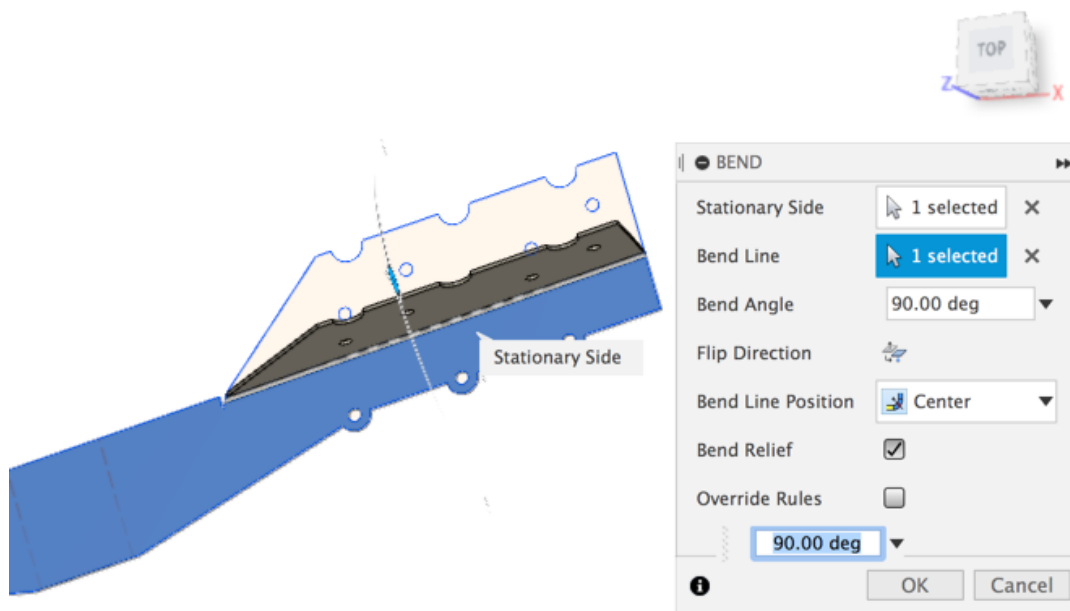 TOP
Z
X
BEND
Stationary Side
1 selected
Bend Line
1 selected
Bend Angle
90.00 deg
Flip Direction
Stationary Side
Bend Line Position
Center
Bend Relief
Override Rules
90.00 deg
OK
Cancel